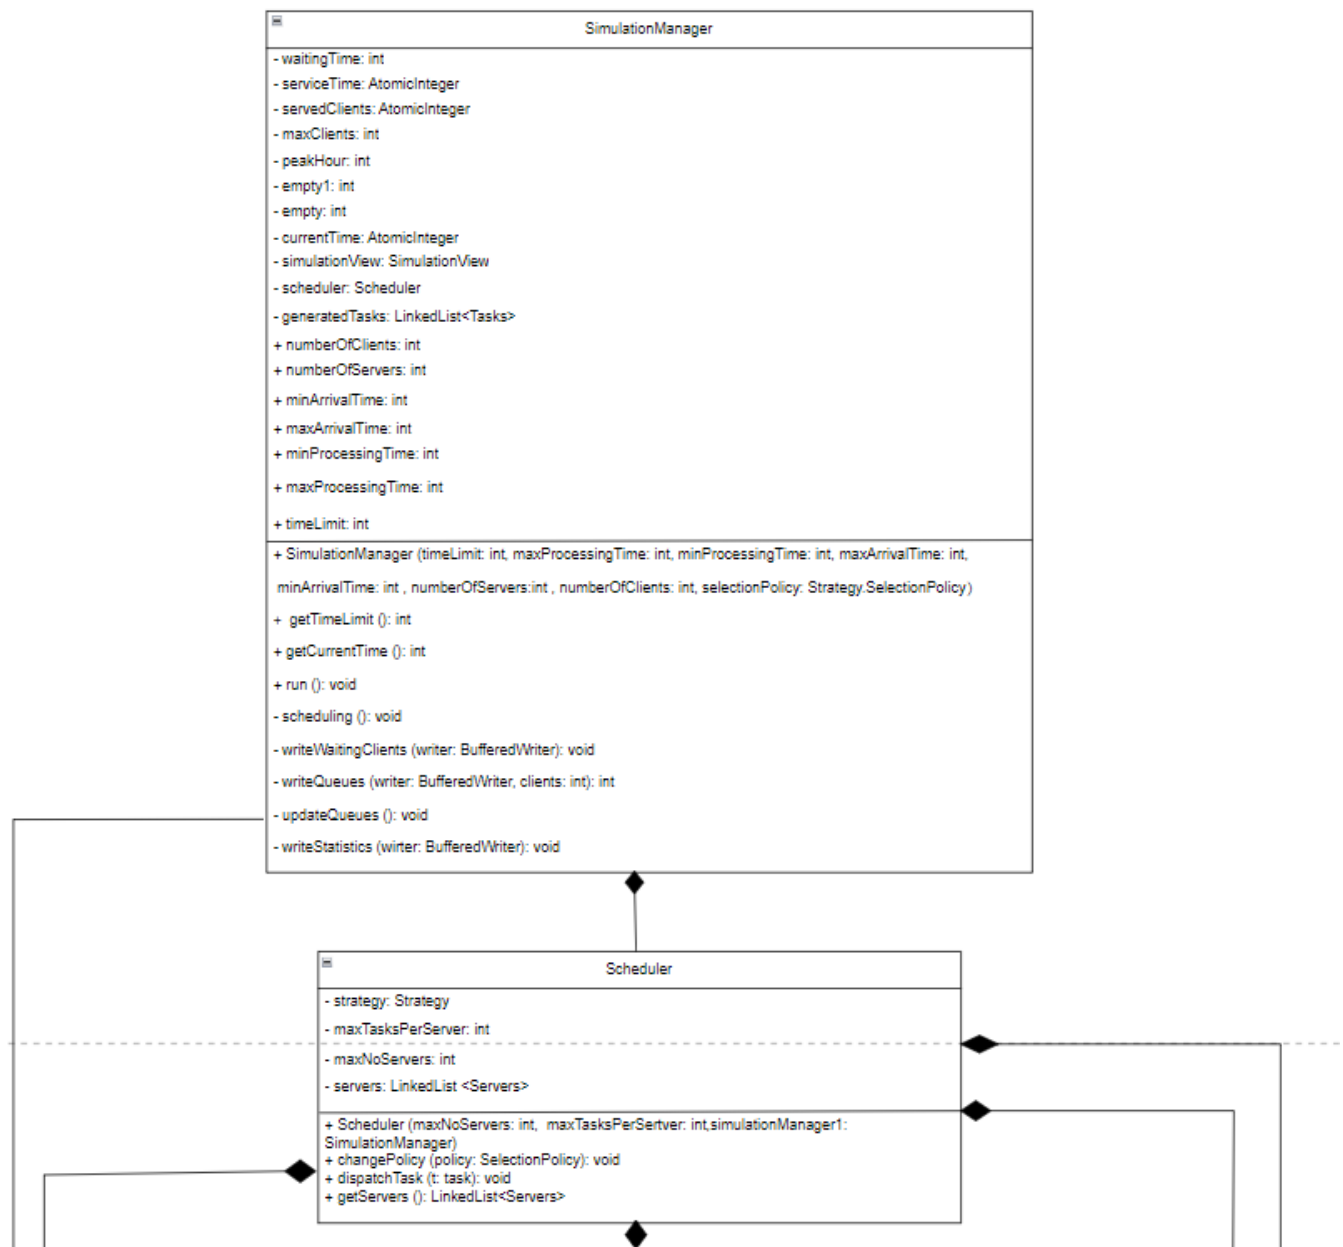 SimulationManager
- waitingTime: int
- serviceTime: AtomicInteger
- servedClients: AtomicInteger
- maxClients: int
- peakHour: int
- empty1: int
- empty: int
- currentTime: AtomicInteger
- simulationView: SimulationView
- scheduler: Scheduler
- generatedTasks: LinkedList<Tasks>
+ numberOfClients: int
+ numberOfServers: int
+ minArrivalTime: int
+ maxArrivalTime: int
+ minProcessingTime: int
+ maxProcessingTime: int
+ timeLimit: int
+ SimulationManager (timeLimit: int, maxProcessingTime: int, minProcessingTime: int, maxArrivalTime: int,
minArrivalTime: int , numberOfServers:int , numberOfClients: int, selectionPolicy: Strategy.SelectionPolicy)
+ getTimeLimit (): int
+ getCurrentTime (): int
+ run (): void
- scheduling (): void
- writeWaitingClients (writer: BufferedWriter): void
- writeQueues (writer: BufferedWriter, clients: int): int
- updateQueues (): void
- writeStatistics (wirter: BufferedWriter): void
Scheduler
- strategy: Strategy
- maxTasksPerServer: int
- maxNoServers: int
- servers: LinkedList <Servers>
+ Scheduler (maxNoServers: int, maxTasksPerSertver: int,simulationManager1:
SimulationManager)
+ changePolicy (policy: SelectionPolicy): void
+ dispatchTask (t: task): void
+ getServers (): LinkedList<Servers>